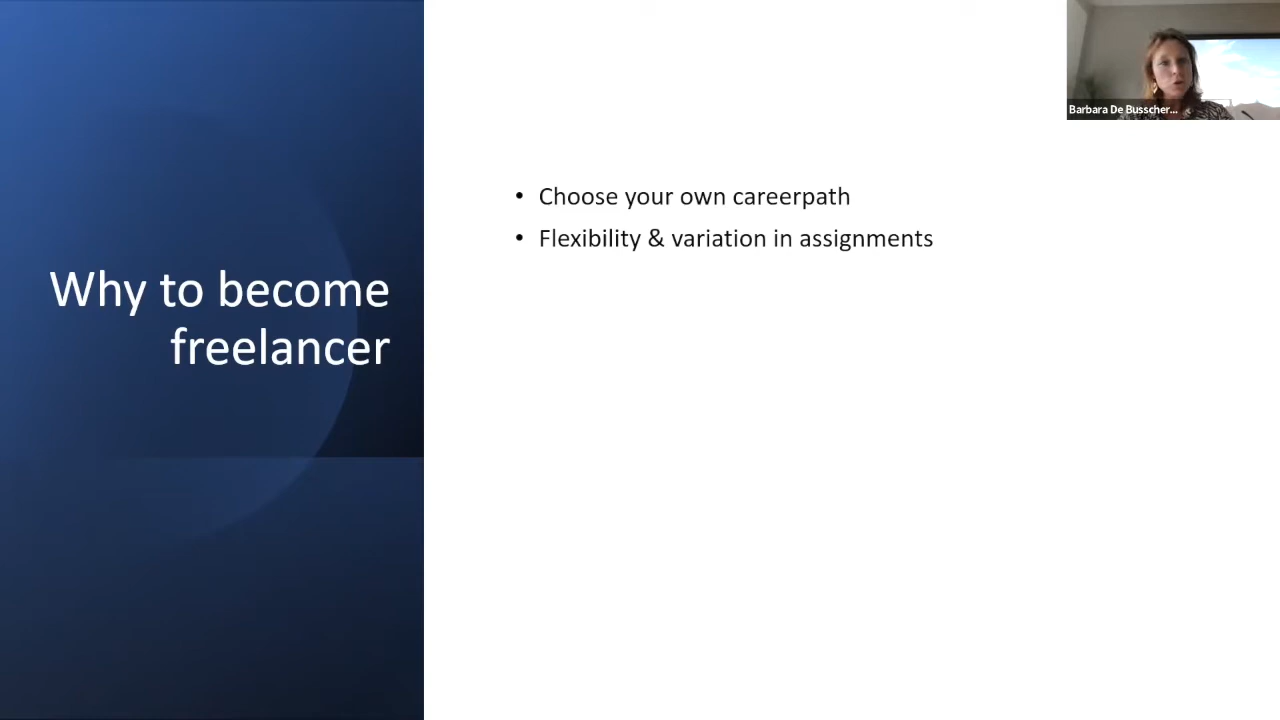 Barbara De Busscher...
• Choose your own careerpath
• Flexibility & variation in assignments
Why to become
freelancer